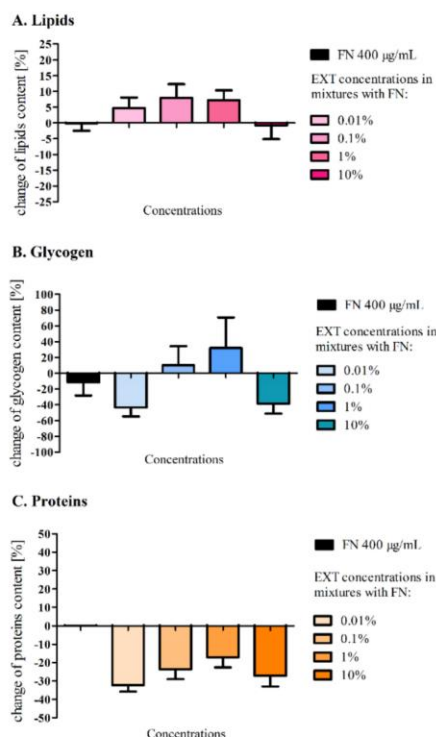 A. Lipids
change of lipids content [%]
25
20
15
10
5
0
-5
-10
-15
-20
-25
Concentrations
FN 400 µg/mL
EXT concentrations in
mixtures with FN:
0.01%
0.1%
1%
10%
B. Glycogen
change of glycogen content [%]
100
80
60
40
20
0
-20
-40
-60
-80
-100
Concentrations
FN 400 µg/mL
EXT concentrations in
mixtures with FN:
0.01%
0.1%
1%
10%
C. Proteins
change of proteins content [%]
50
40
30
20
10
0
-10
-20
-30
-40
-50
Concentrations
FN 400 µg/mL
EXT concentrations in
mixtures with FN:
0.01%
0.1%
1%
10%